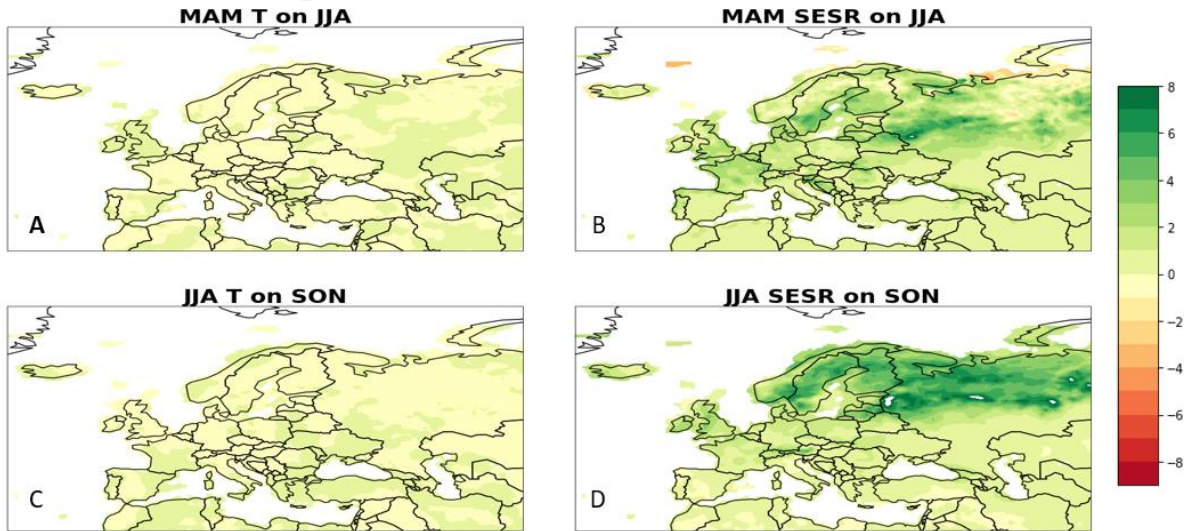 MAM T on JJA
MAM SESR on JJA
A
B
JJA T on SON
JJA SESR on SON
C
D
8
6
4
2
0
−2
−4
−6
−8